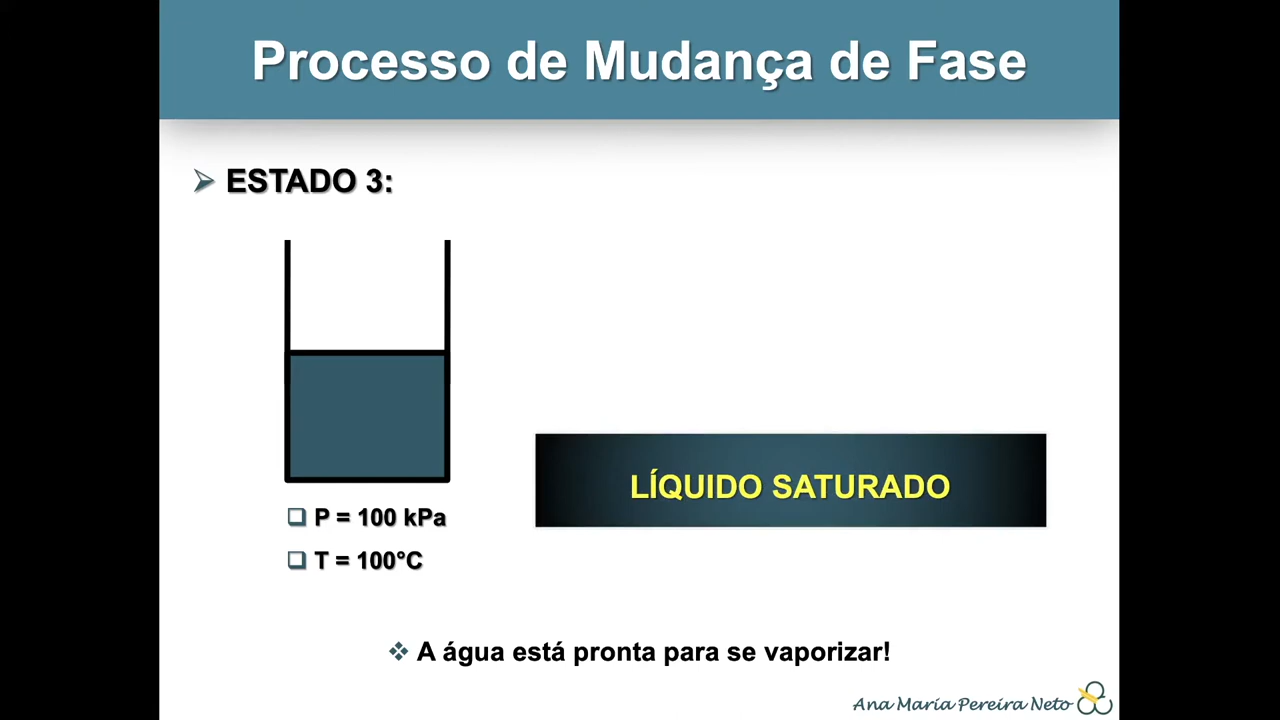 Processo de Mudança de Fase
ESTADO 3:
LÍQUIDO SATURADO
P = 100 kPa
T = 100°C
A água está pronta para se vaporizar!
Ana Maria Pereira Neto